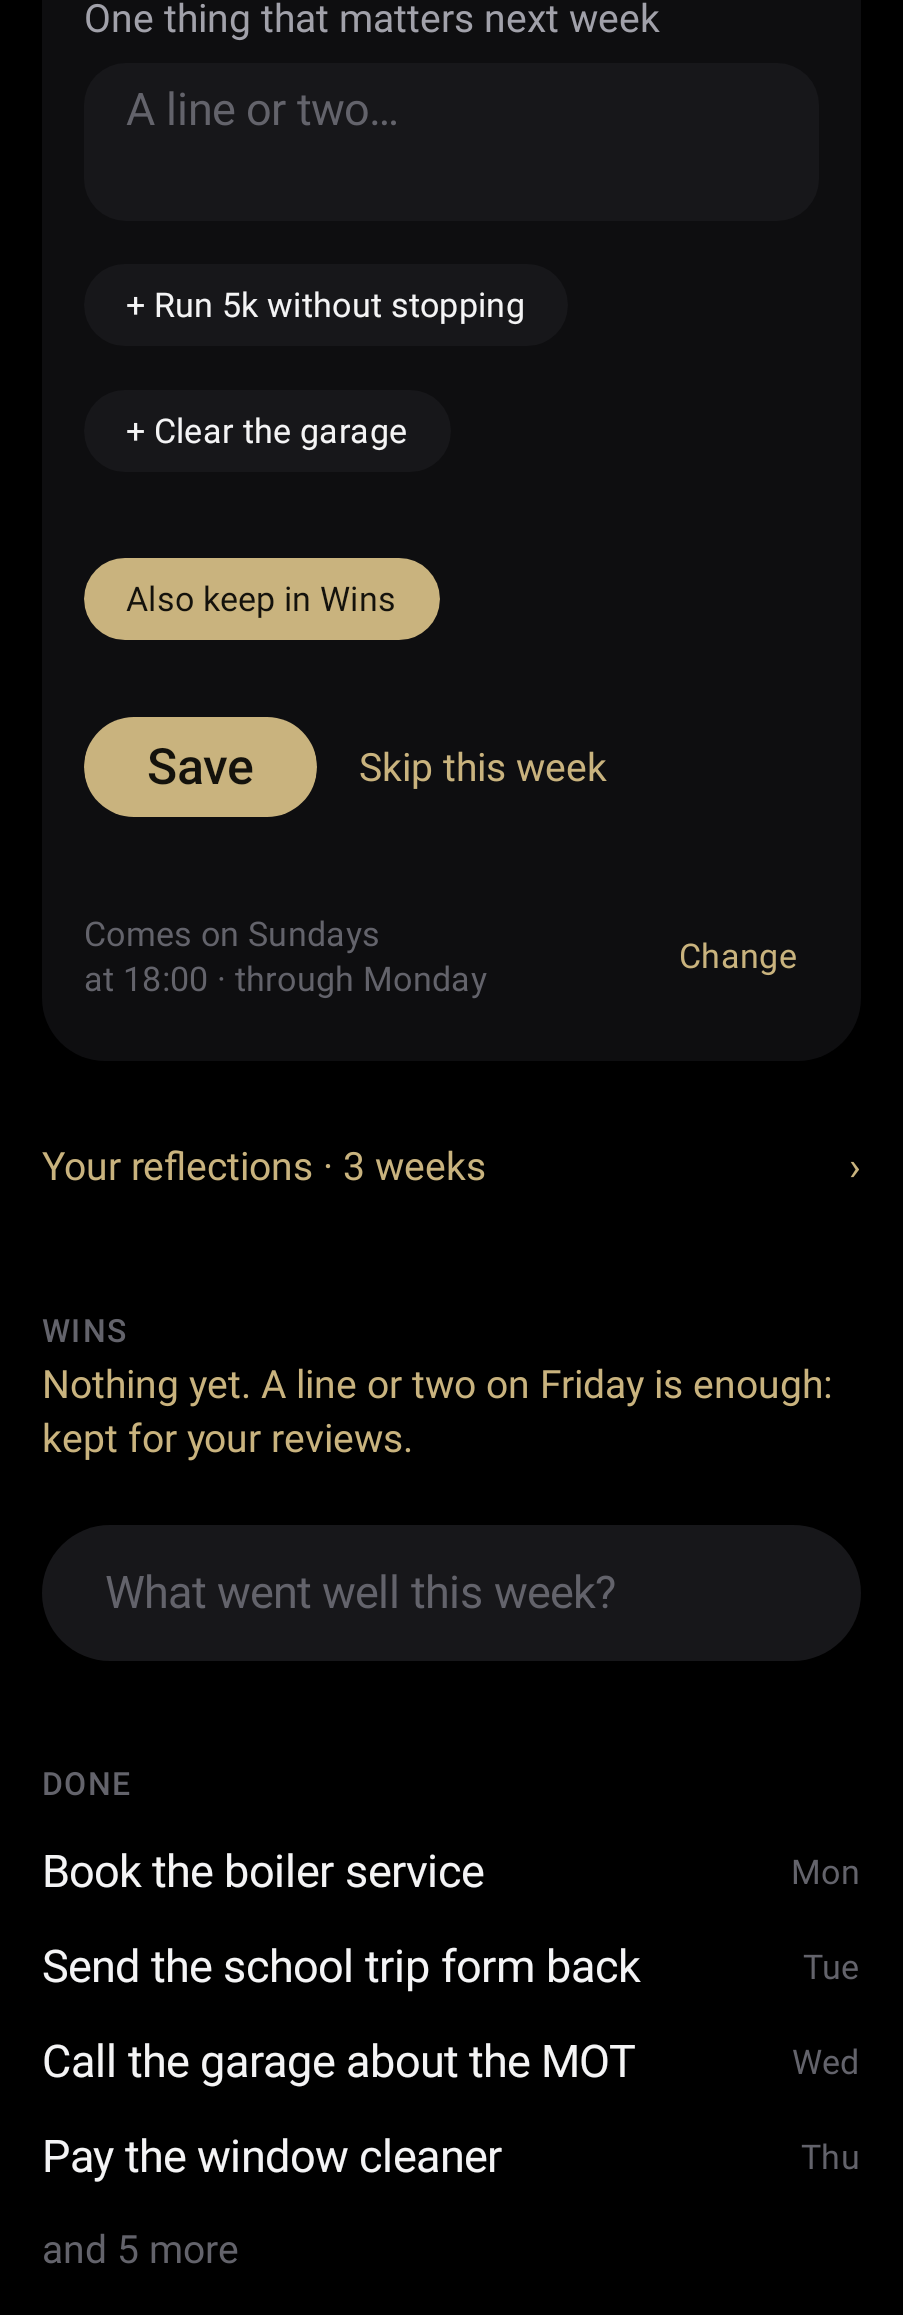 One thing that matters next week
A line or two…
+ Run 5k without stopping
+ Clear the garage
Also keep in Wins
Save
Skip this week
Comes on Sundays
at 18:00 · through Monday
Change
Your reflections · 3 weeks ›
WINS
Nothing yet. A line or two on Friday is enough:
kept for your reviews.
What went well this week?
DONE
Book the boiler service Mon
Send the school trip form back Tue
Call the garage about the MOT Wed
Pay the window cleaner Thu
and 5 more